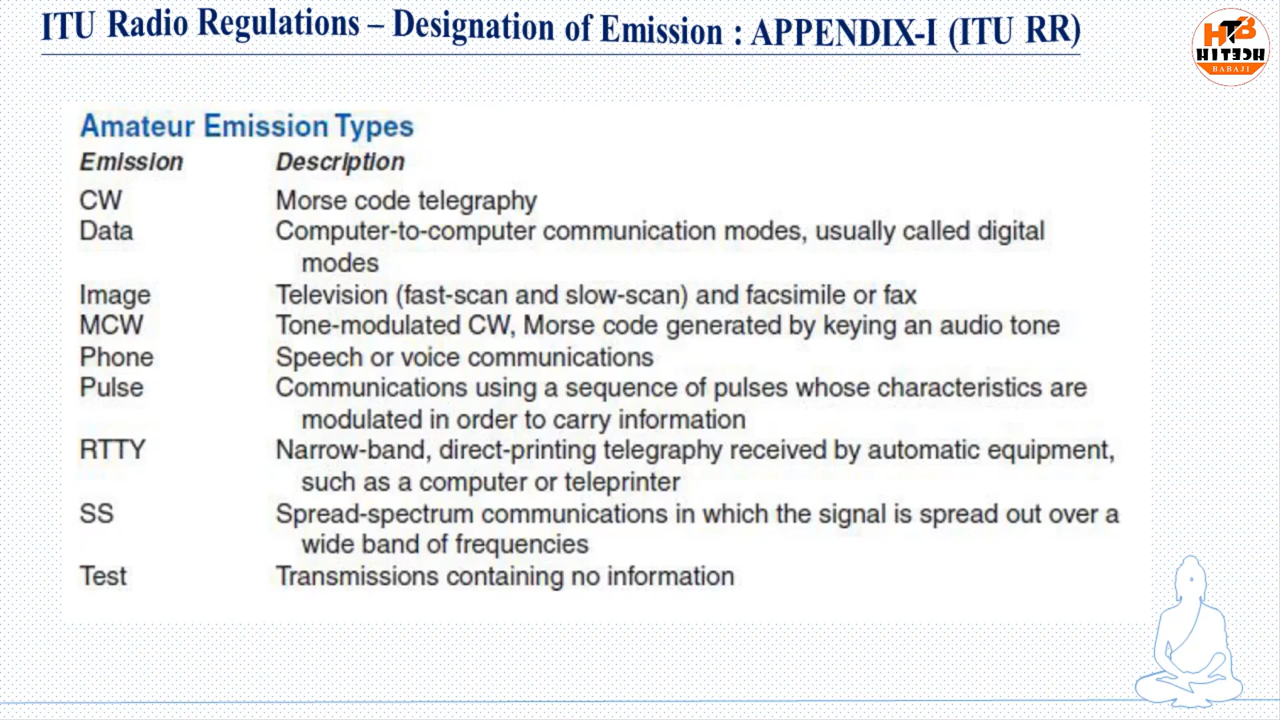 ITU Radio Regulations – Designation of Emission : APPENDIX-I (ITU RR)
HTB
HITECH
BABAJI
Amateur Emission Types
Emission Description
CW Morse code telegraphy
Data Computer-to-computer communication modes, usually called digital
modes
Image Television (fast-scan and slow-scan) and facsimile or fax
MCW Tone-modulated CW, Morse code generated by keying an audio tone
Phone Speech or voice communications
Pulse Communications using a sequence of pulses whose characteristics are
modulated in order to carry information
RTTY Narrow-band, direct-printing telegraphy received by automatic equipment,
such as a computer or teleprinter
SS Spread-spectrum communications in which the signal is spread out over a
wide band of frequencies
Test Transmissions containing no information